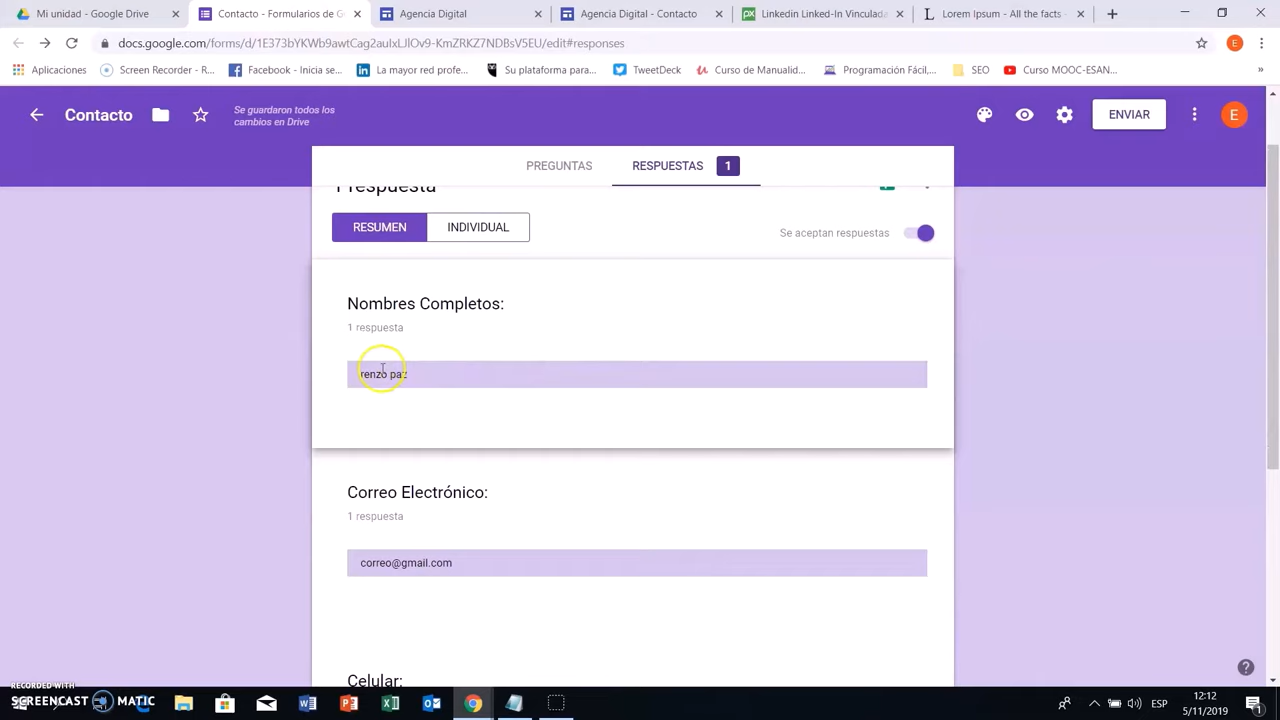 Mi unidad - Google Drive
Contacto - Formularios de G
Agencia Digital
Agencia Digital - Contacto
Linkedin Linked-In Vinculada
Lorem Ipsum - All the facts -
docs.google.com/forms/d/1E373bYKWb9awtCag2auIxLJlOv9-KmZRKZ7NDBsV5EU/edit#responses
E
Aplicaciones
Screen Recorder - R...
Facebook - Inicia se...
La mayor red profe...
Su plataforma para...
TweetDeck
Curso de Manualid...
Programación Fácil,...
SEO
Curso MOOC-ESAN...
»
Contacto
Se guardaron todos los
cambios en Drive
ENVIAR
E
PREGUNTAS
RESPUESTAS
1
1 respuesta
RESUMEN
INDIVIDUAL
Se aceptan respuestas
Nombres Completos:
1 respuesta
renzo paz
Correo Electrónico:
1 respuesta
correo@gmail.com
Celular:
RECORDED WITH
SCREENCAST MATIC
ESP
12:12
5/11/2019
1